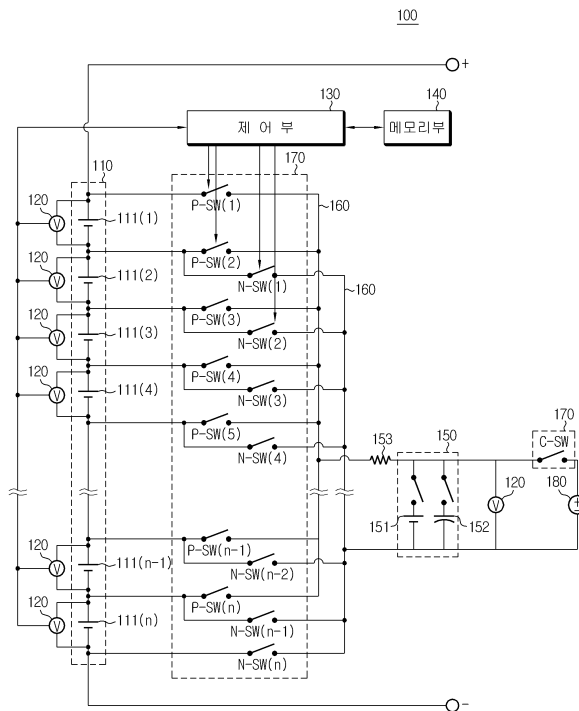 100
+
130
140
제 어 부
메모리부
110
170
120
P-SW(1)
160
111(1)
120
P-SW(2)
160
111(2)
N-SW(1)
120
P-SW(3)
111(3)
N-SW(2)
120
P-SW(4)
111(4)
N-SW(3)
P-SW(5)
N-SW(4)
153
150
170
C-SW
120
180
151
152
120
P-SW(n-1)
111(n-1)
N-SW(n-2)
120
P-SW(n)
111(n)
N-SW(n-1)
N-SW(n)
170
-
V
V
V
V
V
V
V